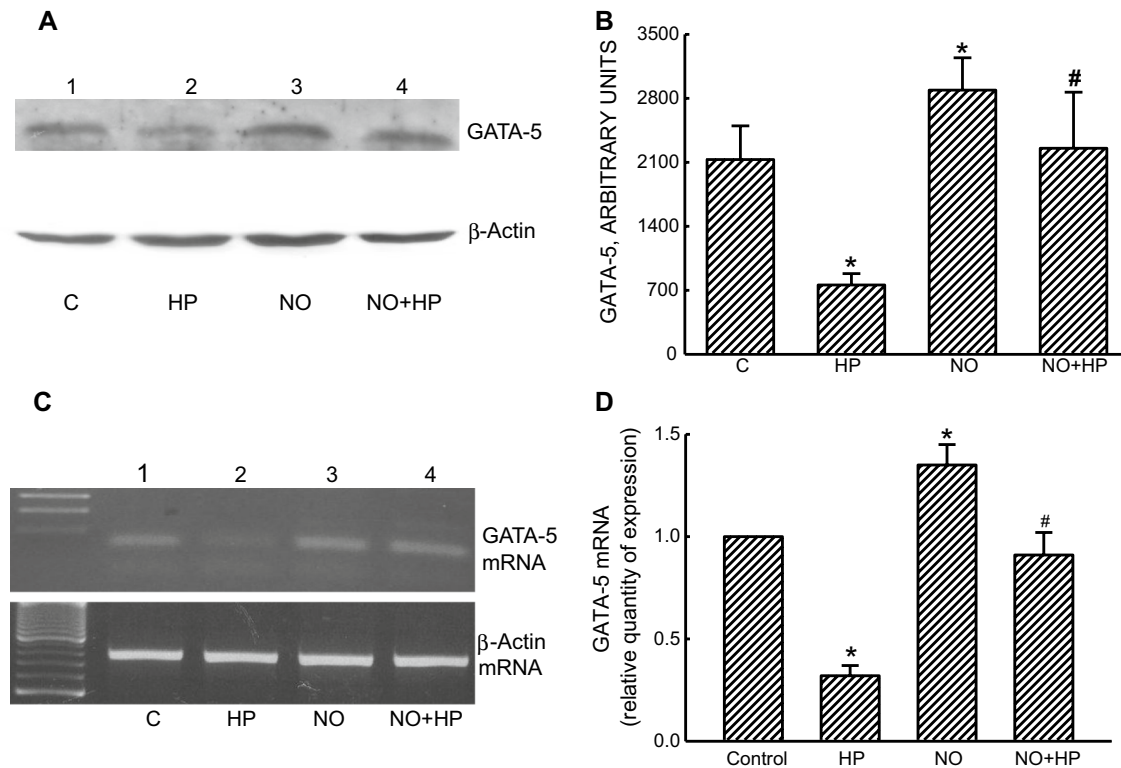 A
1 2 3 4
GATA-5
β-Actin
C HP NO NO+HP
B
GATA-5, ARBITRARY UNITS
3500
2800
2100
1400
700
0
*
*
#
C HP NO NO+HP
C
1 2 3 4
GATA-5
mRNA
β-Actin
mRNA
C HP NO NO+HP
D
GATA-5 mRNA
(relative quantity of expression)
1.5
1.0
0.5
0.0
*
*
#
Control HP NO NO+HP